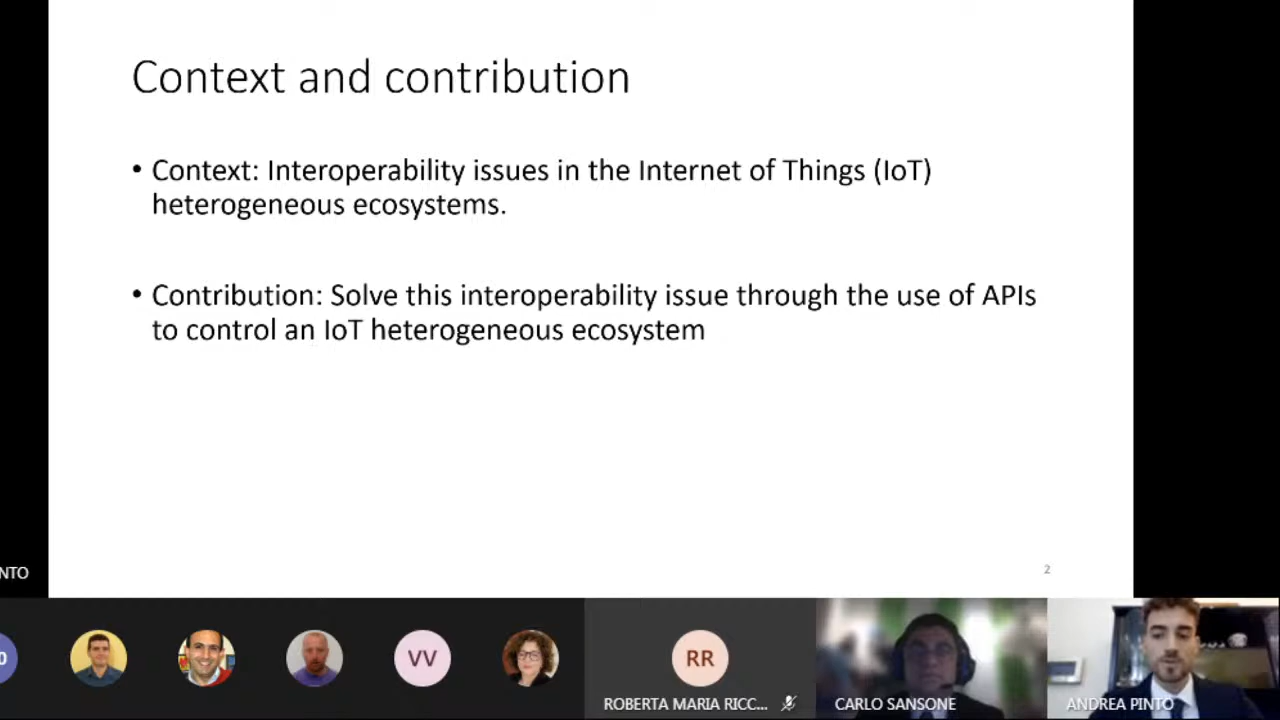 Context and contribution
• Context: Interoperability issues in the Internet of Things (IoT)
heterogeneous ecosystems.
• Contribution: Solve this interoperability issue through the use of APIs
to control an IoT heterogeneous ecosystem
2
NTO
VV
RR
ROBERTA MARIA RICC...
CARLO SANSONE
ANDREA PINTO